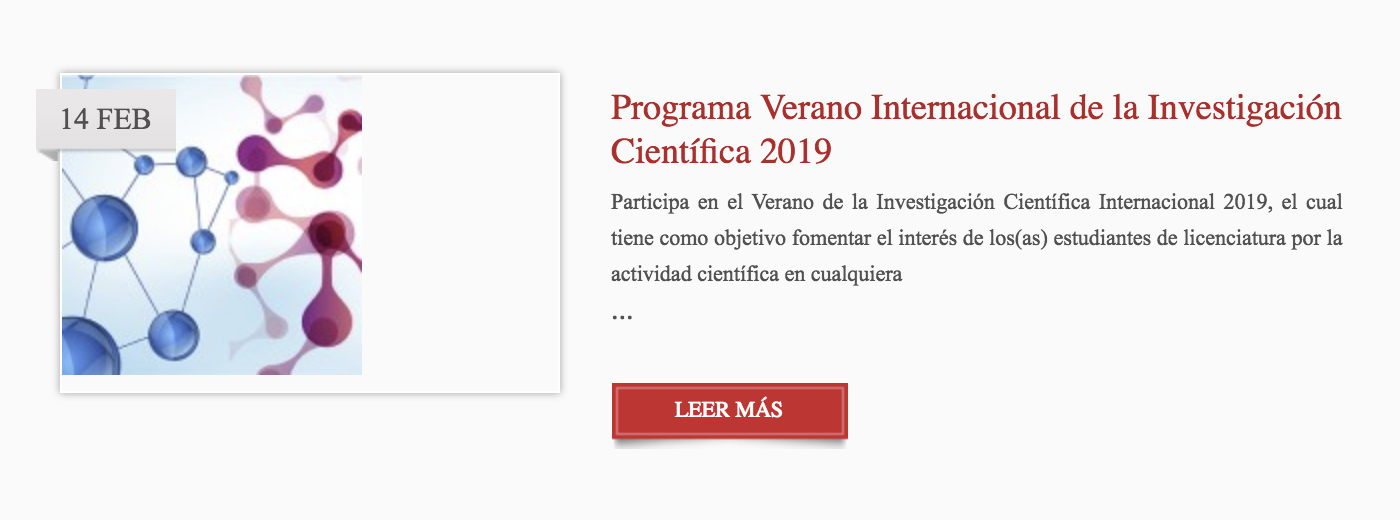 14 FEB
Programa Verano Internacional de la Investigación
Científica 2019
Participa en el Verano de la Investigación Científica Internacional 2019, el cual
tiene como objetivo fomentar el interés de los(as) estudiantes de licenciatura por la
actividad científica en cualquiera
...
LEER MÁS